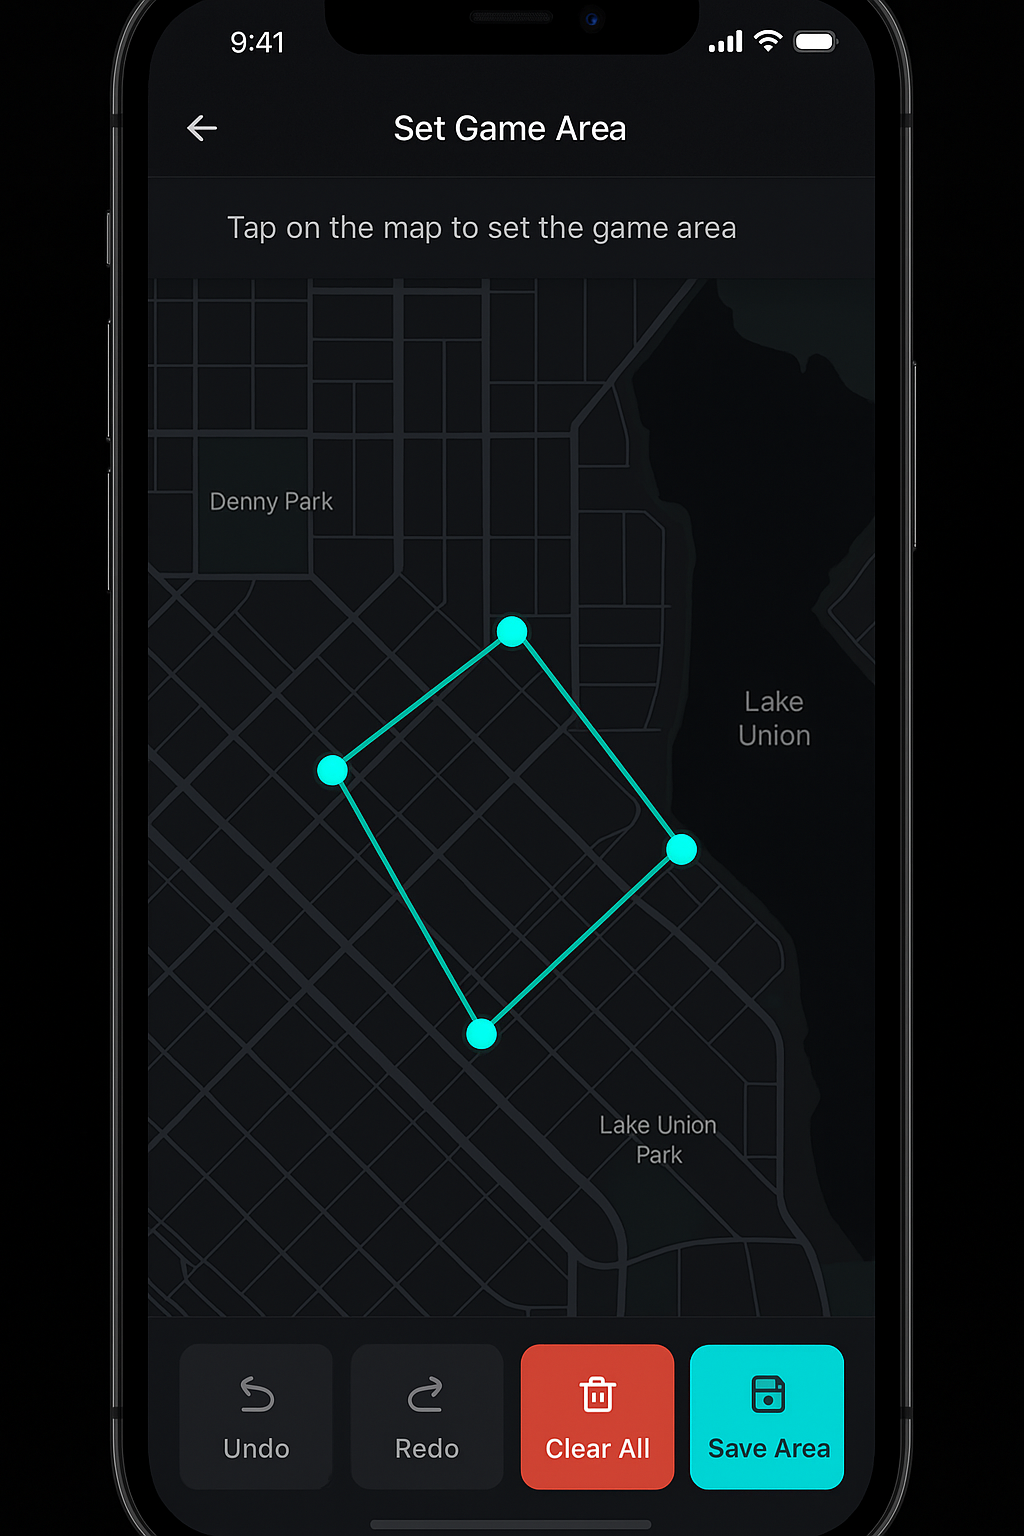 9:41
Set Game Area
Tap on the map to set the game area
Denny Park
Lake
Union
Lake Union
Park
Undo
Redo
Clear All
Save Area